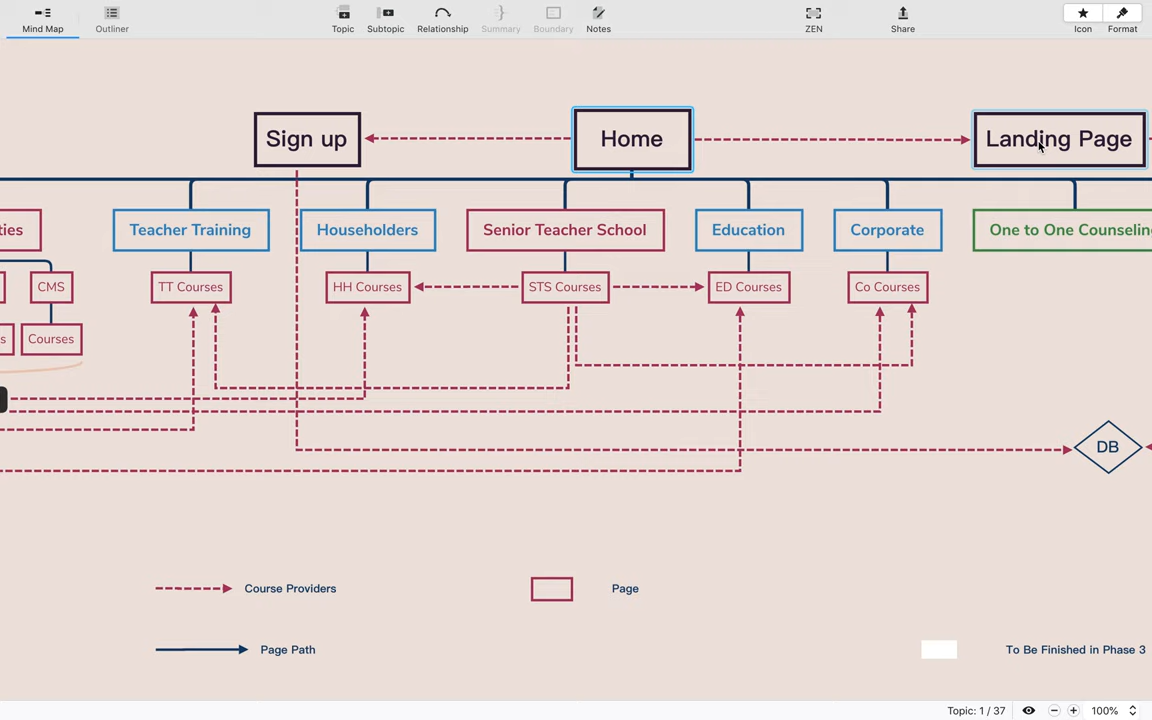 Mind Map
Outliner
Topic
Subtopic
Relationship
Summary
Boundary
Notes
ZEN
Share
Icon
Format
Sign up
Home
Landing Page
ties
Teacher Training
Householders
Senior Teacher School
Education
Corporate
One to One Counselin
CMS
TT Courses
HH Courses
STS Courses
ED Courses
Co Courses
s
Courses
DB
Course Providers
Page
Page Path
To Be Finished in Phase 3
Topic: 1 / 37
100%